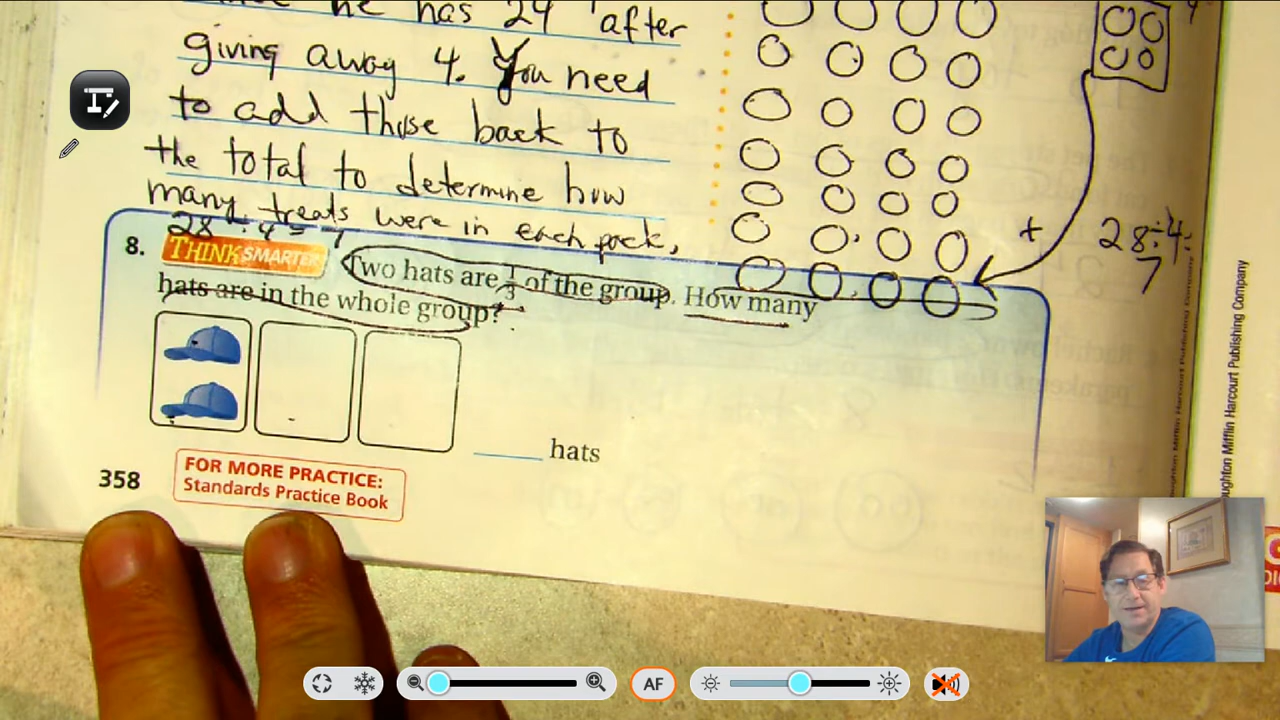 he has 24 after
giving away 4. You need
to add those back to
the total to determine how
many treats were in each pack,
28 ÷ 4 = 7
+
28÷4=
7
8. THINK SMARTER Two hats are 1/3 of the group. How many
hats are in the whole group?
hats
358
FOR MORE PRACTICE:
Standards Practice Book
Houghton Mifflin Harcourt Publishing Company
AF